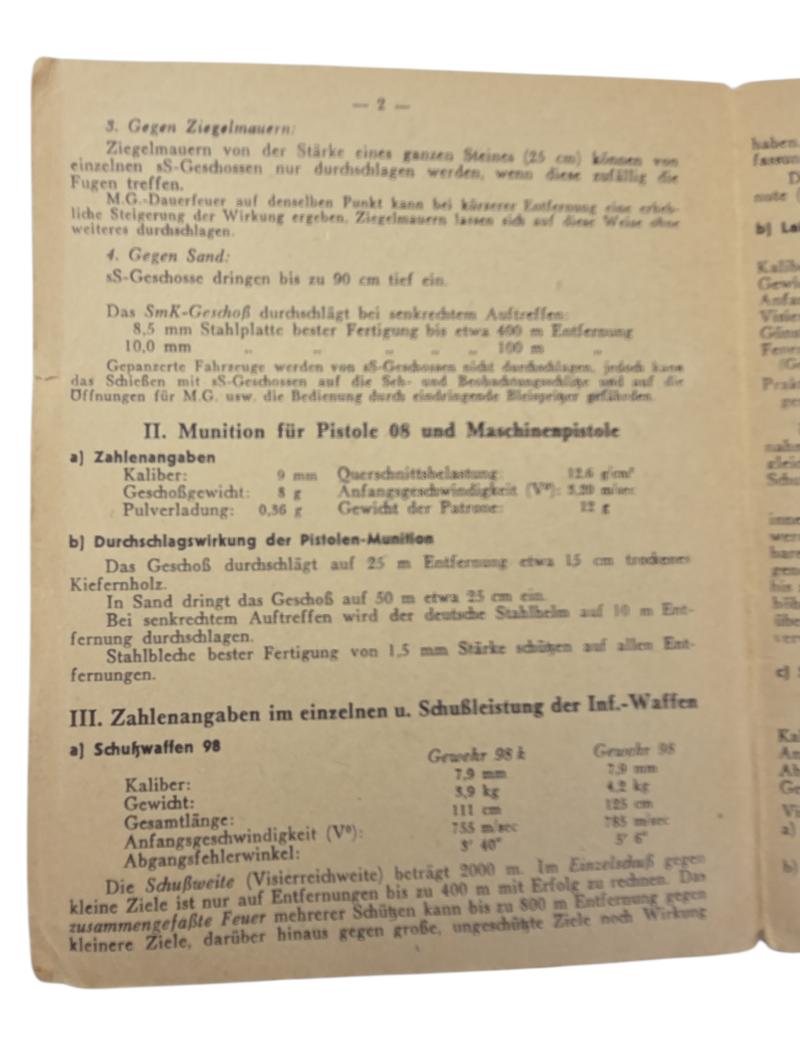 — 2 —
3. Gegen Ziegelmauern:
Ziegelmauern von der Stärke eines ganzen Steines (25 cm) können von
einzelnen sS-Geschossen nur durchschlagen werden, wenn diese zufällig die
Fugen treffen.
M.G.-Dauerfeuer auf denselben Punkt kann bei kürzerer Entfernung eine erheb-
liche Steigerung der Wirkung ergeben. Ziegelmauern lassen sich auf diese Weise ohne
weiteres durchschlagen.
4. Gegen Sand:
sS-Geschosse dringen bis zu 90 cm tief ein.
Das SmK-Geschoß durchschlägt bei senkrechtem Auftreffen:
8,5 mm Stahlplatte bester Fertigung bis etwa 400 m Entfernung
10,0 mm „ „ „ „ „ 100 m „
Gepanzerte Fahrzeuge werden von sS-Geschossen nicht durchschlagen, jedoch kann
das Schießen mit sS-Geschossen auf die Seh- und Beobachtungsschlitze und auf die
Öffnungen für M.G. usw. die Bedienung durch eindringende Bleispritzer gefährden.
II. Munition für Pistole 08 und Maschinenpistole
a) Zahlenangaben
Kaliber: 9 mm Querschnittsbelastung: 12.6 g/cm²
Geschoßgewicht: 8 g Anfangsgeschwindigkeit (V⁰): m/sec
Pulverladung: 0,36 g Gewicht der Patrone: 12 g
b) Durchschlagswirkung der Pistolen-Munition
Das Geschoß durchschlägt auf 25 m Entfernung etwa 15 cm trockenes
Kiefernholz.
In Sand dringt das Geschoß auf 50 m etwa 25 cm ein.
Bei senkrechtem Auftreffen wird der deutsche Stahlhelm auf 10 m Ent-
fernung durchschlagen.
Stahlbleche bester Fertigung von 1,5 mm Stärke schützen auf allen Ent-
fernungen.
III. Zahlenangaben im einzelnen u. Schußleistung der Inf.-Waffen
a) Schußwaffen 98
Gewehr 98 k Gewehr 98
Kaliber: 7,9 mm 7,9 mm
Gewicht: 3,9 kg 4,2 kg
Gesamtlänge: 111 cm 125 cm
Anfangsgeschwindigkeit (V⁰): 755 m/sec 785 m/sec
Abgangsfehlerwinkel: 3' 40" 5' 6"
Die Schußweite (Visierreichweite) beträgt 2000 m. Im Einzelschuß gegen
kleine Ziele ist nur auf Entfernungen bis zu 400 m mit Erfolg zu rechnen. Das
zusammengefaßte Feuer mehrerer Schützen kann bis zu 800 m Entfernung gegen
kleinere Ziele, darüber hinaus gegen große, ungeschützte Ziele noch Wirkung
haben.
b)
c)
a)
b)